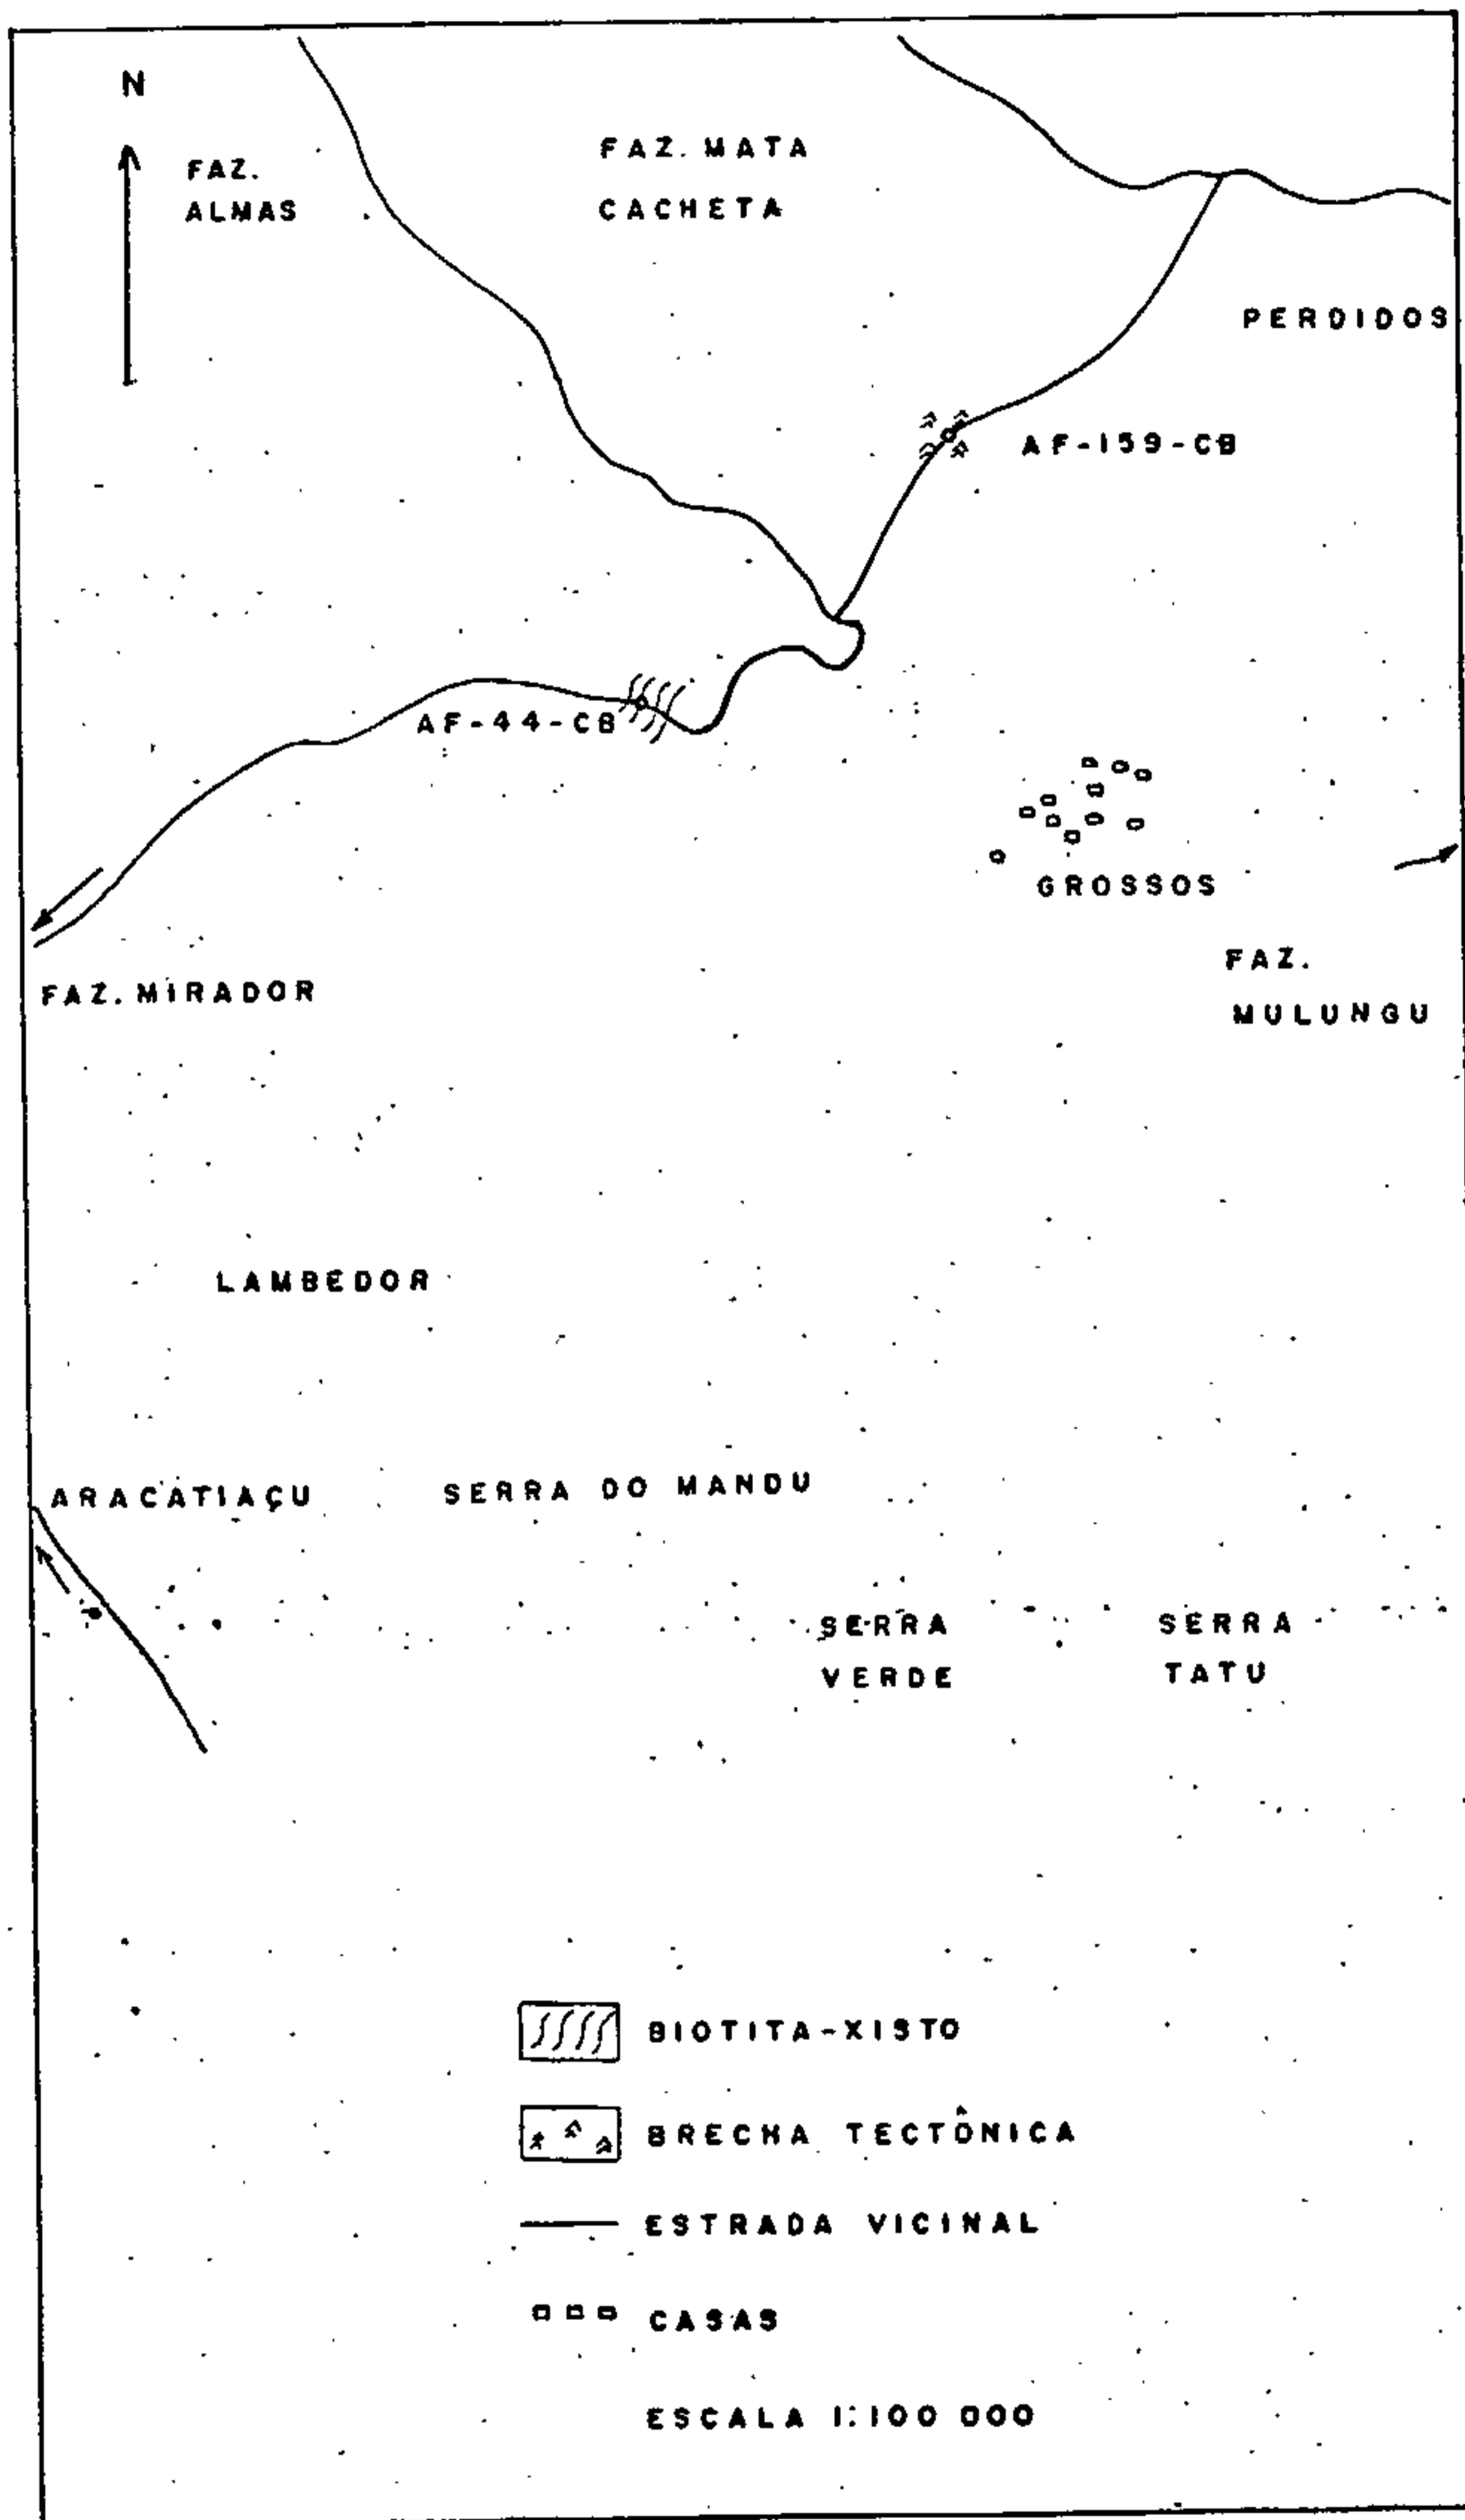 N
FAZ.
ALMAS
FAZ. MATA
CACHETA
PERDIDOS
AF-159-CB
AF-44-CB
GROSSOS
FAZ. MIRADOR
FAZ.
MULUNGU
LAMBEDOR
ARACATIAÇU
SERRA DO MANDU
SERRA
VERDE
SERRA
TATU
BIOTITA-XISTO
BRECHA TECTÔNICA
ESTRADA VICINAL
CASAS
ESCALA 1:100 000